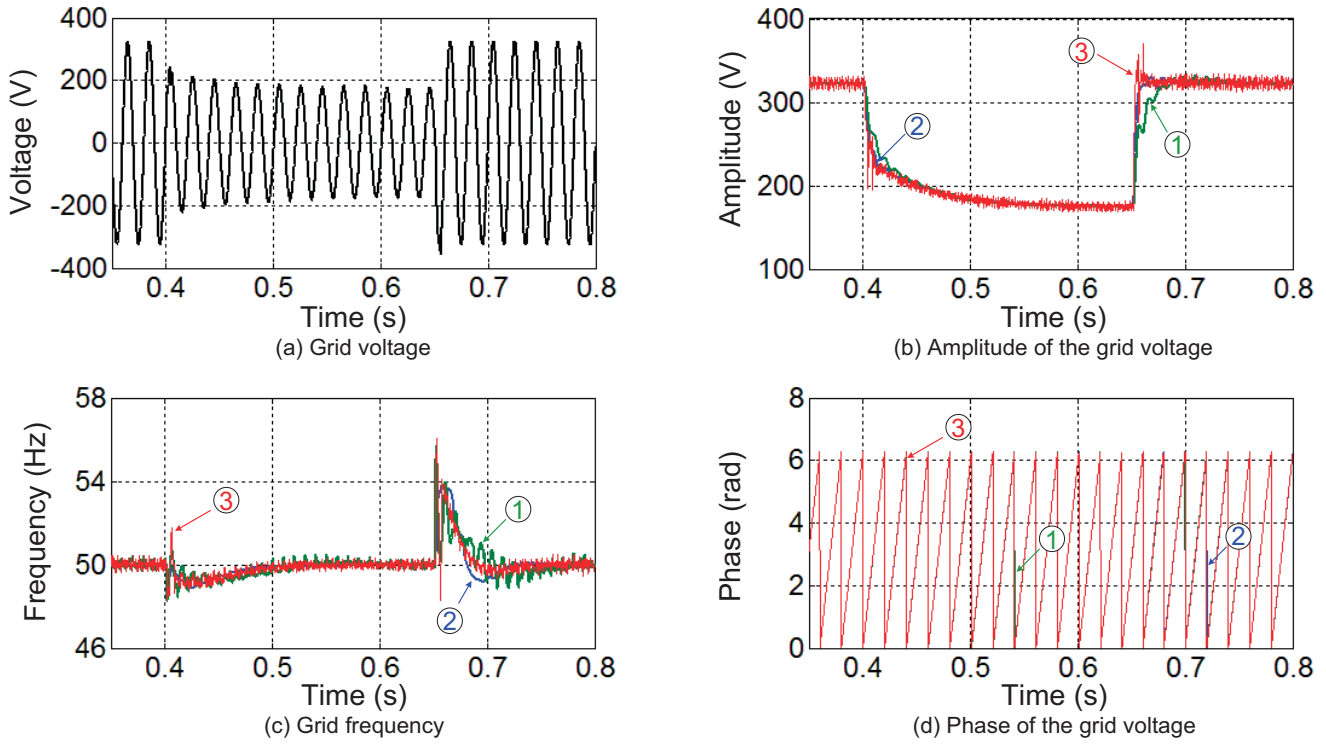 400
200
0
-200
-400
Voltage (V)
0.4 0.5 0.6 0.7 0.8
Time (s)
(a) Grid voltage
400
300
200
100
Amplitude (V)
3
2
1
0.4 0.5 0.6 0.7 0.8
Time (s)
(b) Amplitude of the grid voltage
58
54
50
46
Frequency (Hz)
3
1
2
0.4 0.5 0.6 0.7 0.8
Time (s)
(c) Grid frequency
8
6
4
2
0
Phase (rad)
3
1
2
0.4 0.5 0.6 0.7 0.8
Time (s)
(d) Phase of the grid voltage